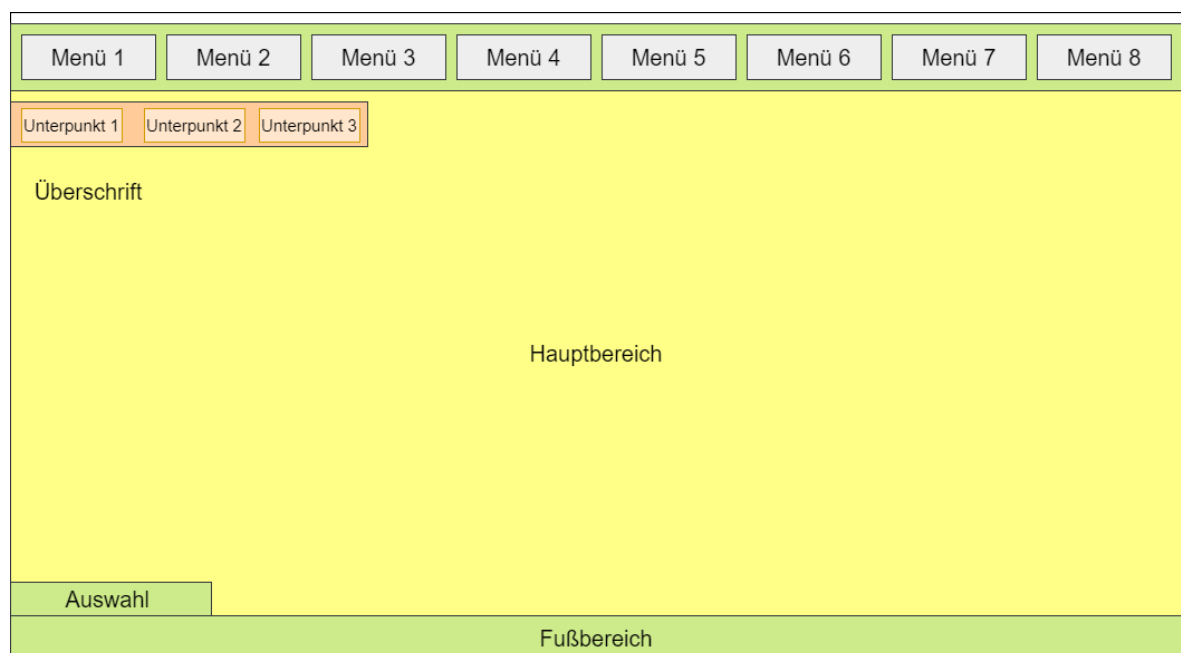 Menü 1 Menü 2 Menü 3 Menü 4 Menü 5 Menü 6 Menü 7 Menü 8
Unterpunkt 1 Unterpunkt 2 Unterpunkt 3
Überschrift
Hauptbereich
Auswahl
Fußbereich